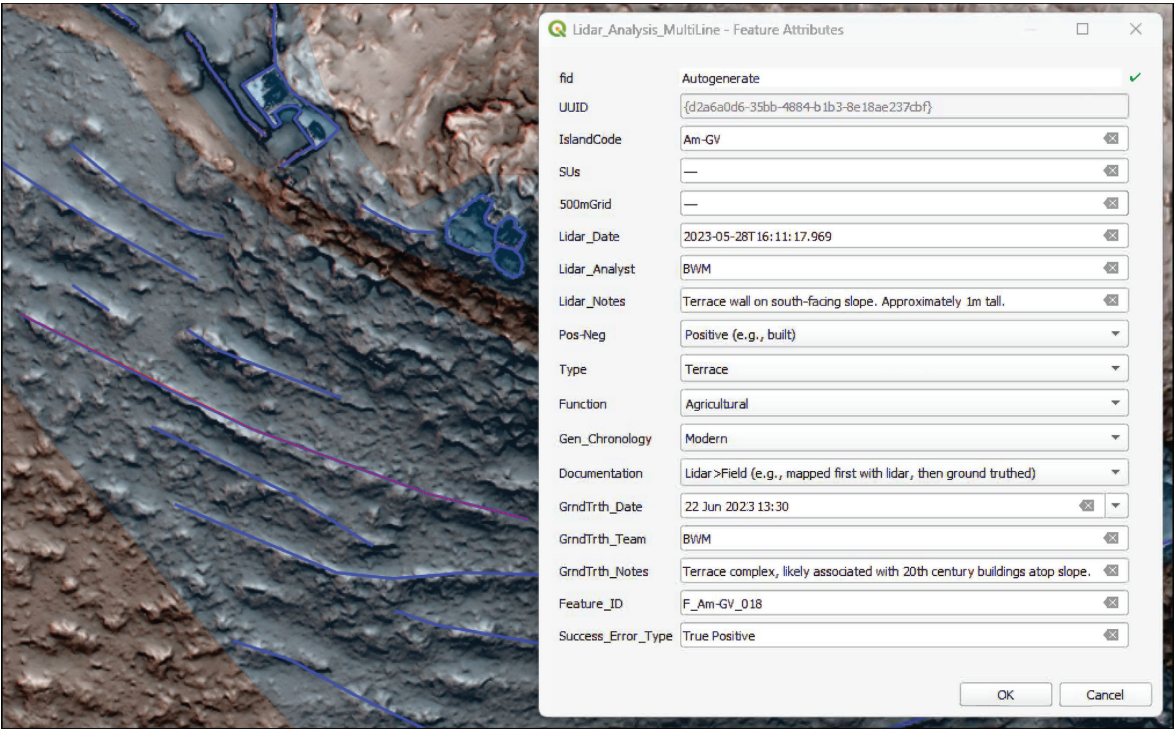 Lidar_Analysis_MultiLine - Feature Attributes
fid Autogenerate
UUID {d2a6a0d6-35bb-4884-b1b3-8e18ae237cbf}
IslandCode Am-GV
SUs —
500mGrid —
Lidar_Date 2023-05-28T16:11:17.969
Lidar_Analyst BWM
Lidar_Notes Terrace wall on south-facing slope. Approximately 1m tall.
Pos-Neg Positive (e.g., built)
Type Terrace
Function Agricultural
Gen_Chronology Modern
Documentation Lidar>Field (e.g., mapped first with lidar, then ground truthed)
GrndTrth_Date 22 Jun 2023 13:30
GrndTrth_Team BWM
GrndTrth_Notes Terrace complex, likely associated with 20th century buildings atop slope.
Feature_ID F_Am-GV_018
Success_Error_Type True Positive
OK Cancel